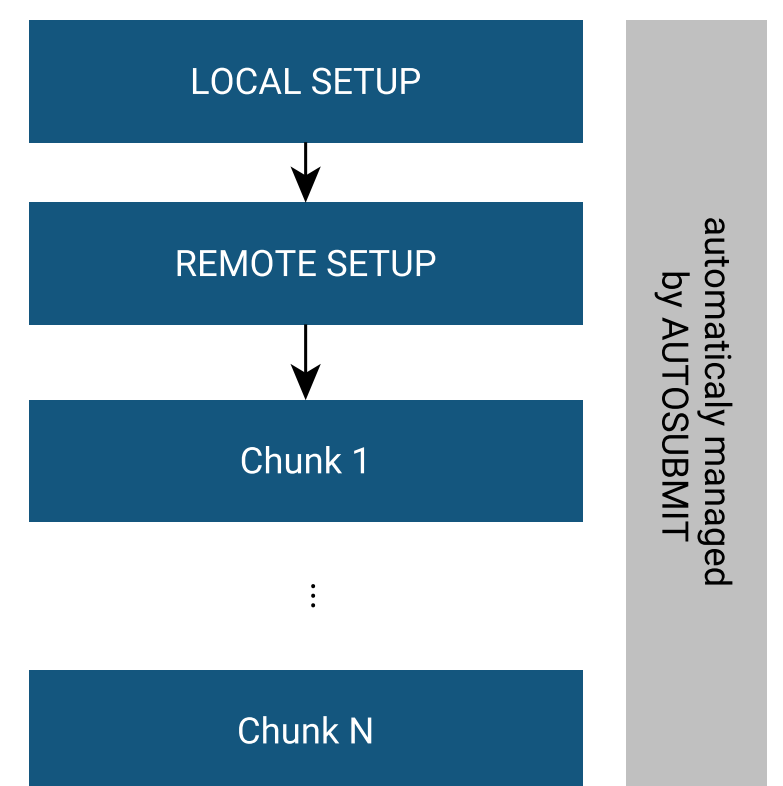 LOCAL SETUP
REMOTE SETUP
Chunk 1
...
Chunk N
automaticaly managed
by AUTOSUBMIT